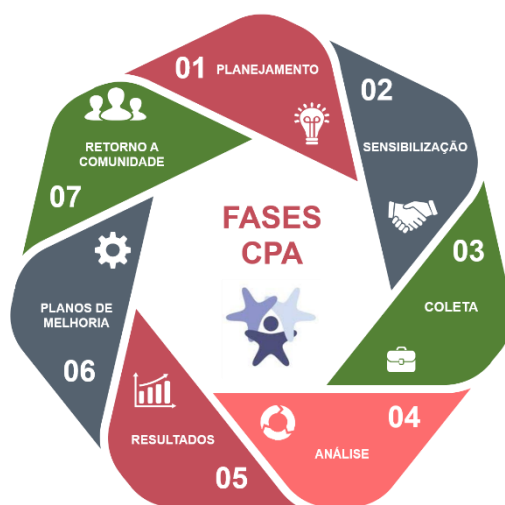 01 PLANEJAMENTO
02
SENSIBILIZAÇÃO
03
COLETA
04
ANÁLISE
05
RESULTADOS
06
PLANOS DE
MELHORIA
07
RETORNO A
COMUNIDADE
FASES
CPA